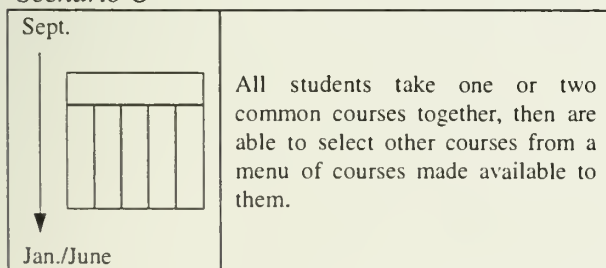 Sept.
All students take one or two
common courses together, then are
able to select other courses from a
menu of courses made available to
them.
Jan./June